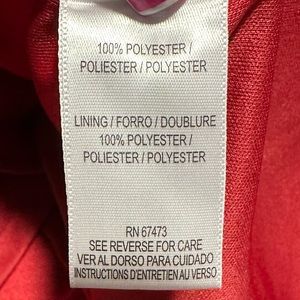 100% POLYESTER /
POLIESTER / POLYESTER
LINING / FORRO / DOUBLURE
100% POLYESTER /
POLIESTER / POLYESTER
RN 67473
SEE REVERSE FOR CARE
VER AL DORSO PARA CUIDADO
INSTRUCTIONS D'ENTRETIEN AU VERSO